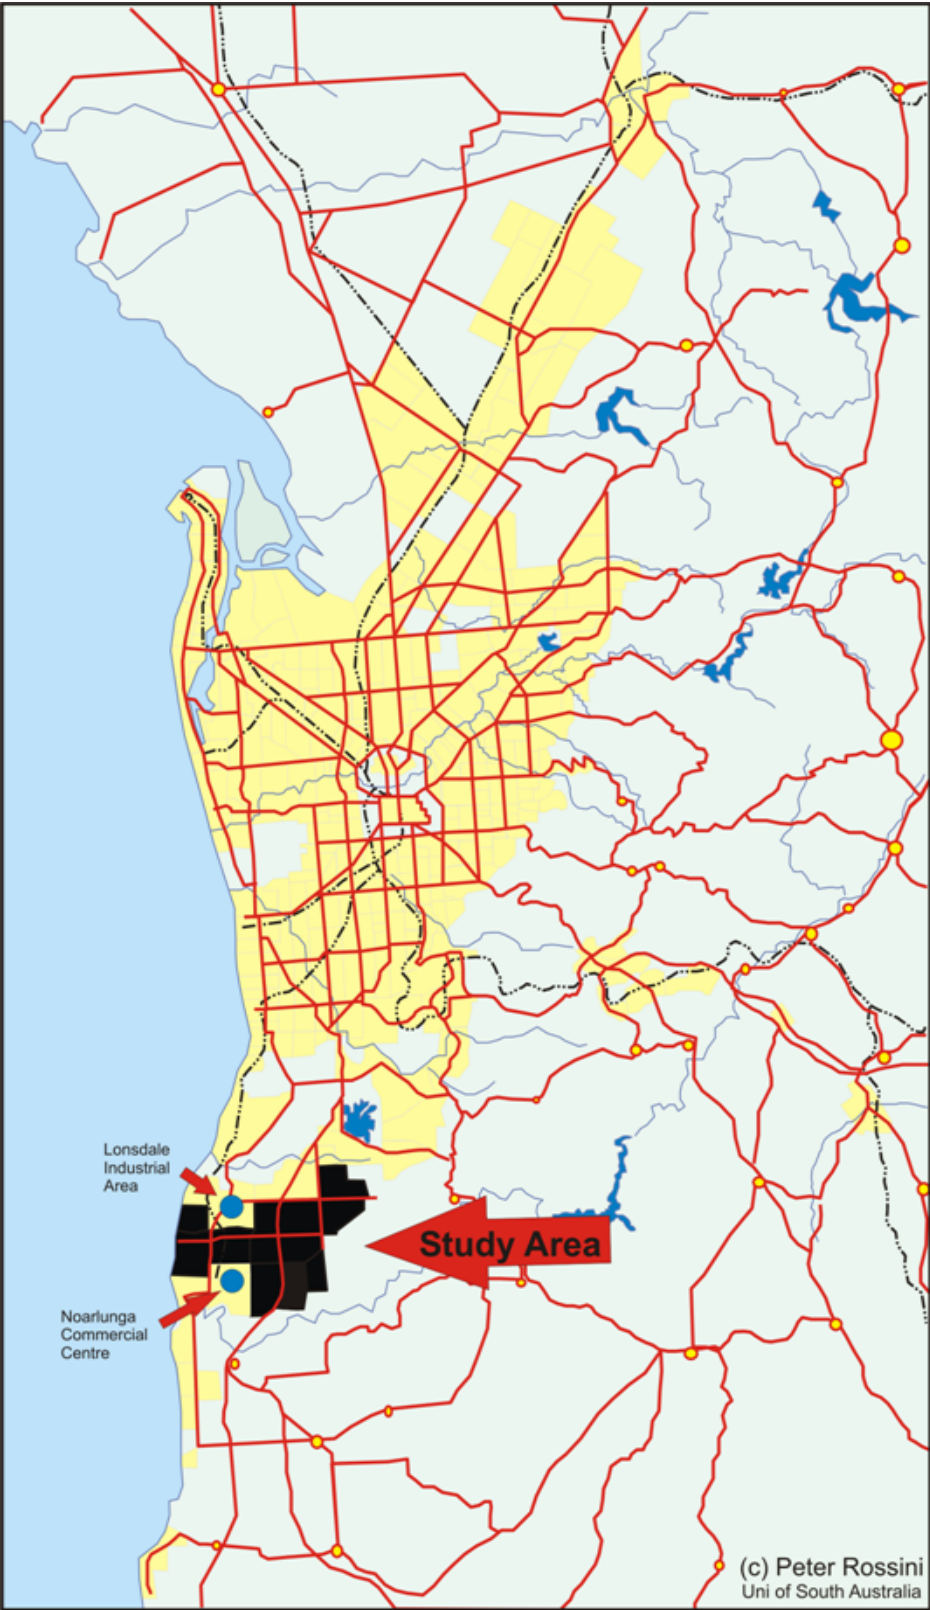 Lonsdale
Industrial
Area
Study Area
Noarlunga
Commercial
Centre
(c) Peter Rossini
Uni of South Australia